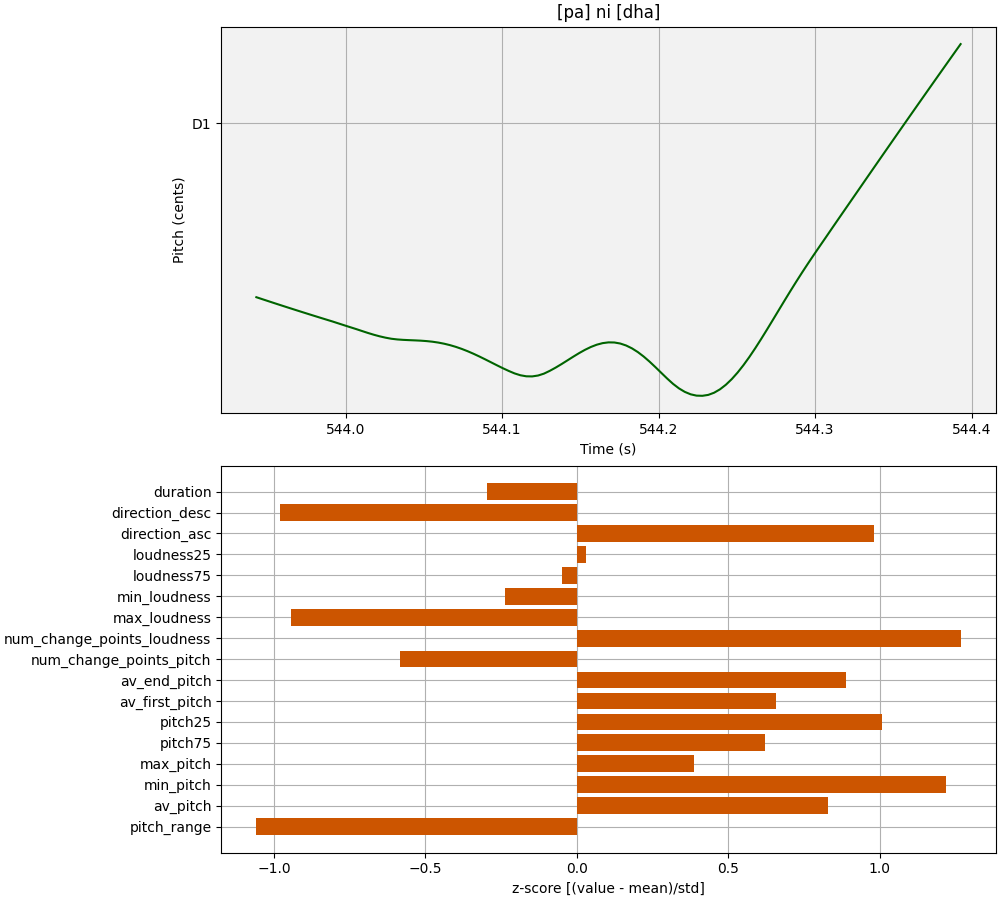 [pa] ni [dha]
D1
Pitch (cents)
544.0 544.1 544.2 544.3 544.4
Time (s)
duration
direction_desc
direction_asc
loudness25
loudness75
min_loudness
max_loudness
num_change_points_loudness
num_change_points_pitch
av_end_pitch
av_first_pitch
pitch25
pitch75
max_pitch
min_pitch
av_pitch
pitch_range
−1.0 −0.5 0.0 0.5 1.0
z-score [(value - mean)/std]